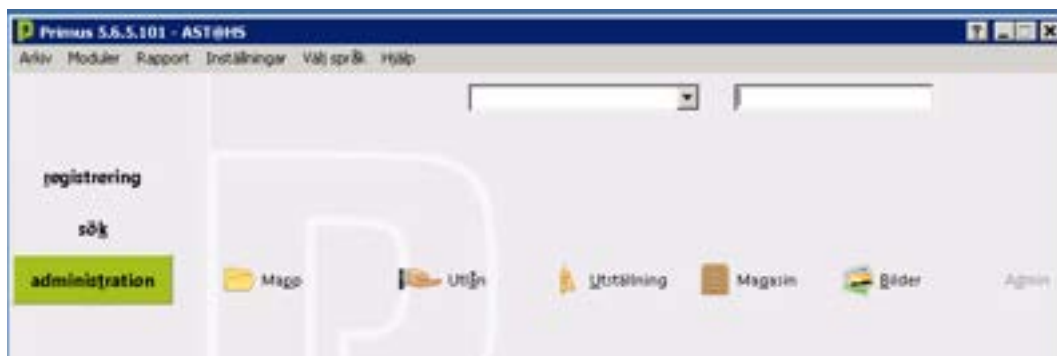 Primus 5.6.5.101 - AST@HS
Arkiv Moduler Rapport Inställningar Välj språk Hjälp
registrering
sök
administration Mapp Utlån Utställning Magasin Bilder Admin